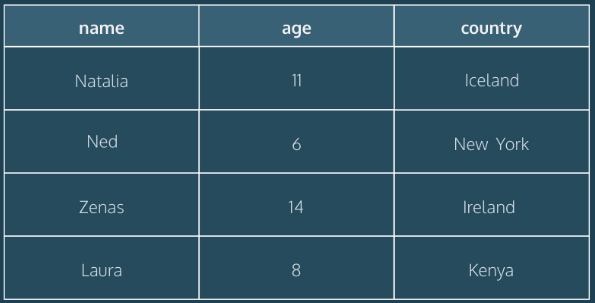 name age country
Natalia 11 Iceland
Ned 6 New York
Zenas 14 Ireland
Laura 8 Kenya